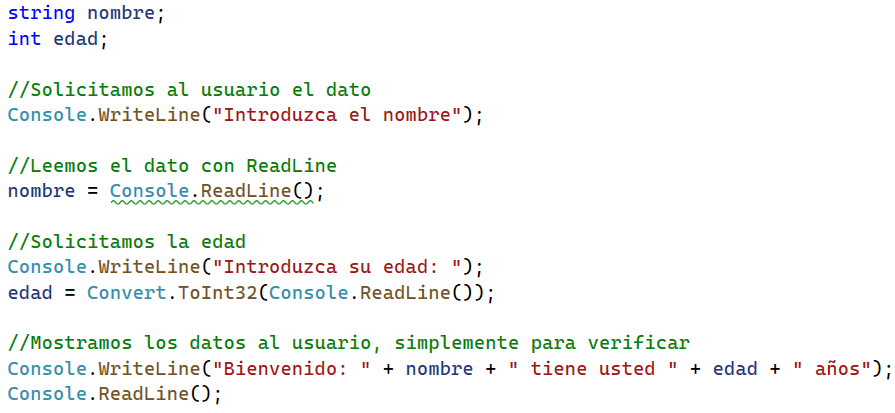 string nombre;
int edad;
//Solicitamos al usuario el dato
Console.WriteLine("Introduzca el nombre");
//Leemos el dato con ReadLine
nombre = Console.ReadLine();
//Solicitamos la edad
Console.WriteLine("Introduzca su edad: ");
edad = Convert.ToInt32(Console.ReadLine());
//Mostramos los datos al usuario, simplemente para verificar
Console.WriteLine("Bienvenido: " + nombre + " tiene usted " + edad + " años");
Console.ReadLine();